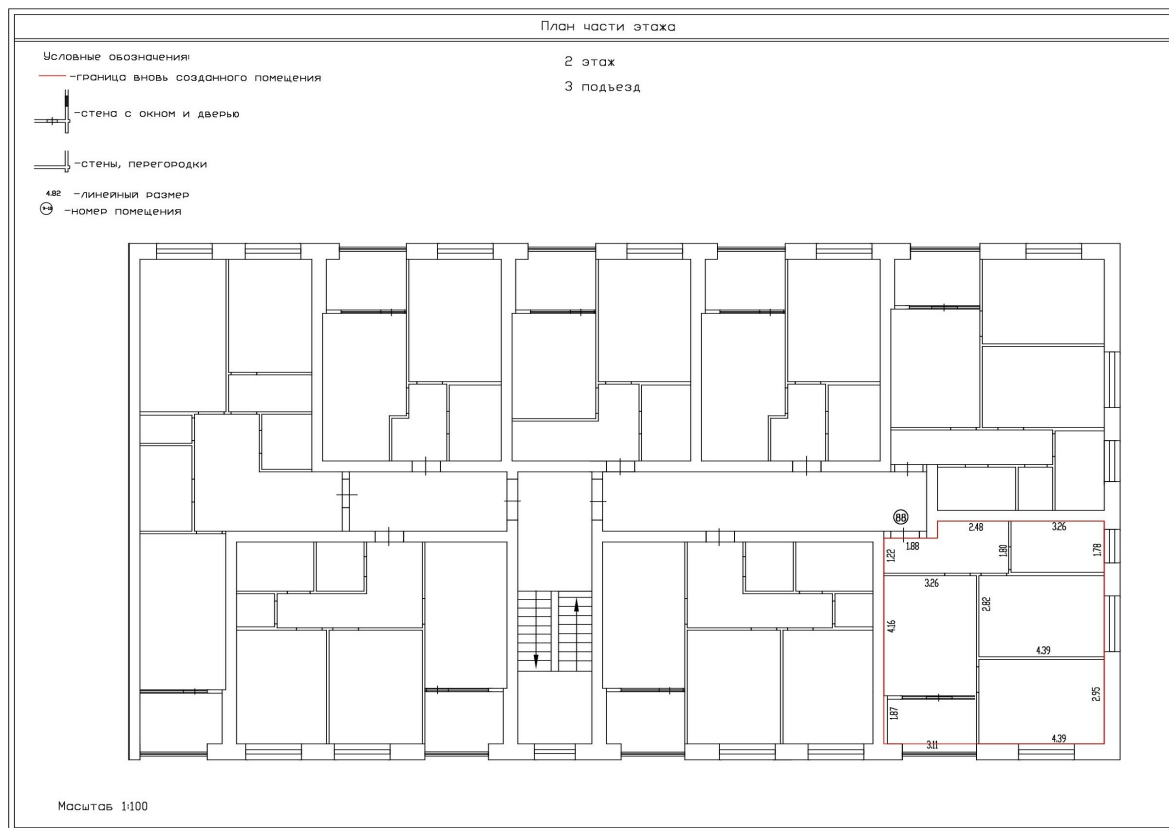 План части этажа
Условные обозначения:
2 этаж
-граница вновь созданного помещения
3 подъезд
-стена с окном и дверью
-стены, перегородки
4.82 -линейный размер
-номер помещения
88
2.48
3.26
1.88
1.22
1.80
1.78
3.26
2.82
4.16
4.39
2.95
1.87
4.39
3.11
Масштаб 1:100